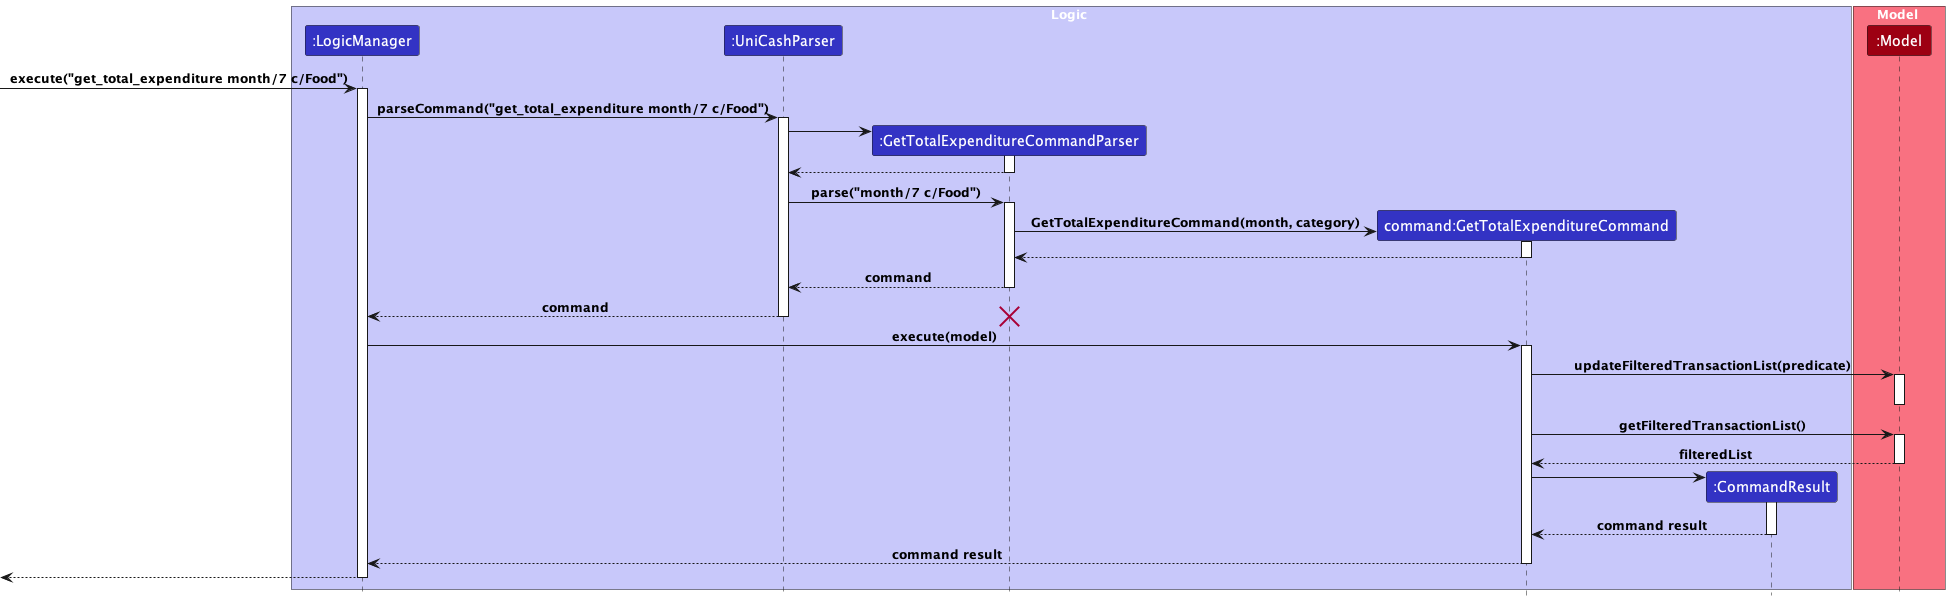 Logic
Model
:LogicManager
:UniCashParser
:Model
execute("get_total_expenditure month/7 c/Food")
parseCommand("get_total_expenditure month/7 c/Food")
:GetTotalExpenditureCommandParser
parse("month/7 c/Food")
GetTotalExpenditureCommand(month, category)
command:GetTotalExpenditureCommand
command
command
execute(model)
updateFilteredTransactionList(predicate)
getFilteredTransactionList()
filteredList
:CommandResult
command result
command result